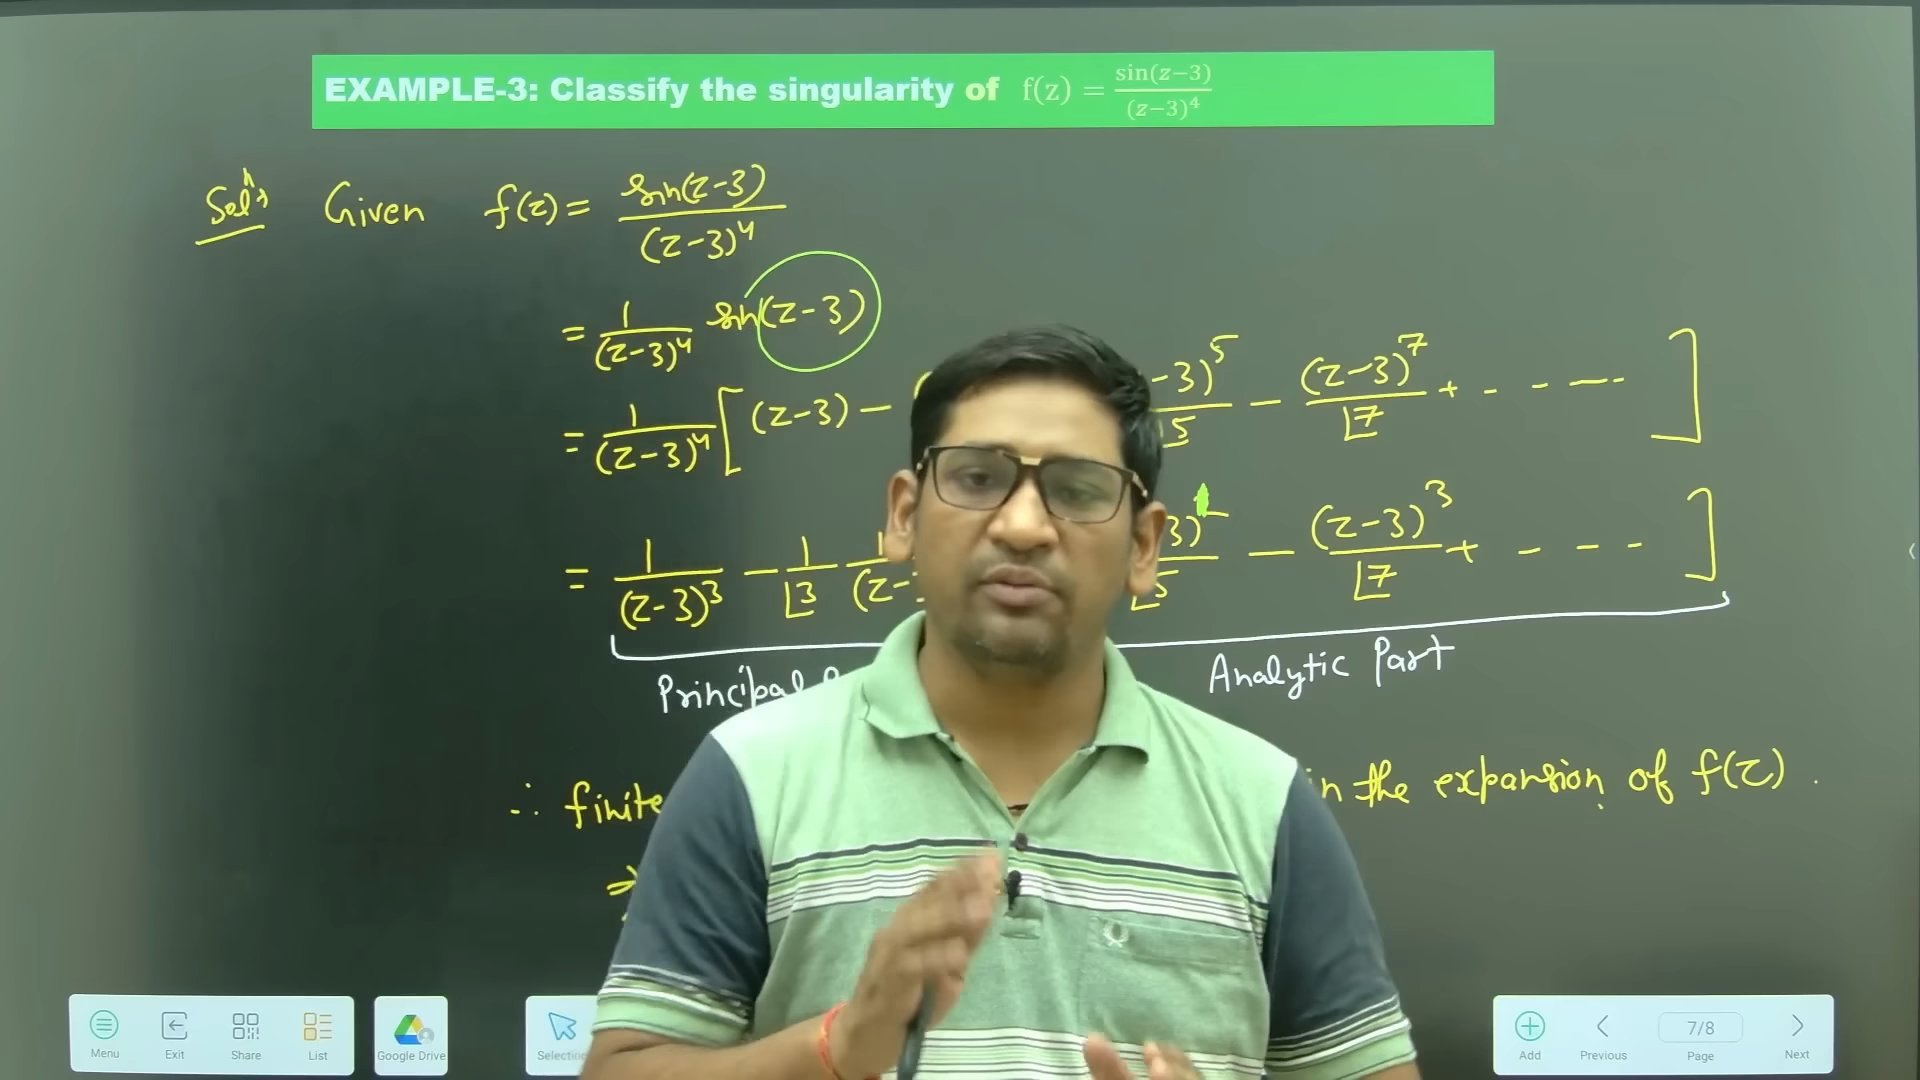 EXAMPLE-3: Classify the singularity of f(z) = sin(z−3)/(z−3)⁴
Solⁿ, Given f(z) = sin(z-3)/(z-3)⁴
= 1/(z-3)⁴ sin(z-3)
= 1/(z-3)⁴ [ (z-3) − -3)⁵/⌊5 − (z-3)⁷/⌊7 + - - - - - ]
= 1/(z-3)³ − 1/⌊3 1/(z- 3)/⌊5 − (z-3)³/⌊7 + - - - ]
Principal Analytic Part
∴ finite in the expansion of f(z) .
⇒
Menu Exit Share List Google Drive Add Previous 7/8 Page Next